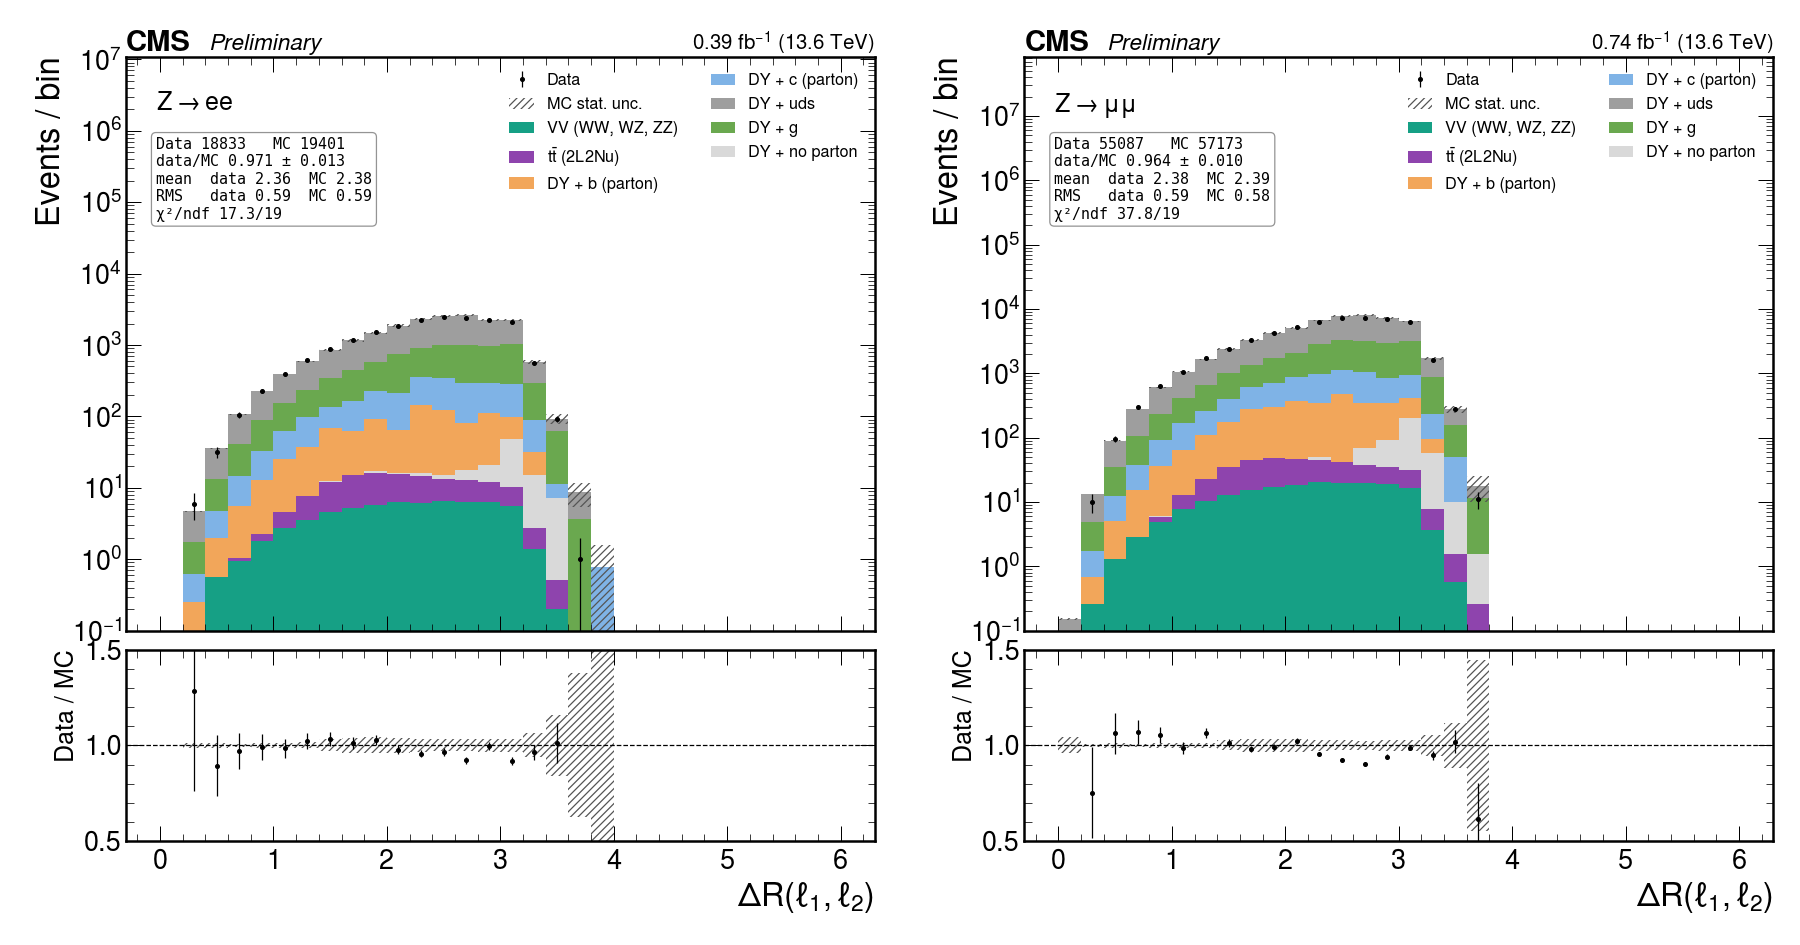 CMS Preliminary 0.39 fb⁻¹ (13.6 TeV)
Events / bin
10⁷
10⁶
10⁵
10⁴
10³
10²
10¹
10⁰
10⁻¹
Z → ee
Data 18833 MC 19401
data/MC 0.971 ± 0.013
mean data 2.36 MC 2.38
RMS data 0.59 MC 0.59
χ²/ndf 17.3/19
Data
MC stat. unc.
VV (WW, WZ, ZZ)
tt̄ (2L2Nu)
DY + b (parton)
DY + c (parton)
DY + uds
DY + g
DY + no parton
Data / MC
1.5
1.0
0.5
0 1 2 3 4 5 6
ΔR(ℓ₁, ℓ₂)
CMS Preliminary 0.74 fb⁻¹ (13.6 TeV)
Events / bin
10⁷
10⁶
10⁵
10⁴
10³
10²
10¹
10⁰
10⁻¹
Z → μμ
Data 55087 MC 57173
data/MC 0.964 ± 0.010
mean data 2.38 MC 2.39
RMS data 0.59 MC 0.58
χ²/ndf 37.8/19
Data
MC stat. unc.
VV (WW, WZ, ZZ)
tt̄ (2L2Nu)
DY + b (parton)
DY + c (parton)
DY + uds
DY + g
DY + no parton
Data / MC
1.5
1.0
0.5
0 1 2 3 4 5 6
ΔR(ℓ₁, ℓ₂)